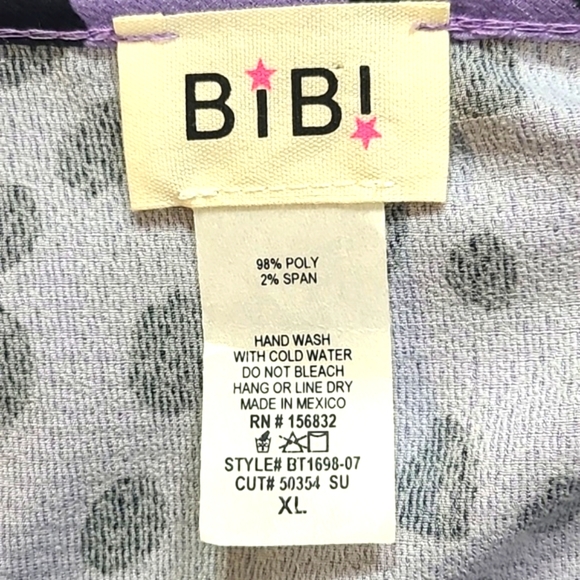 BiB!
98% POLY
2% SPAN
HAND WASH
WITH COLD WATER
DO NOT BLEACH
HANG OR LINE DRY
MADE IN MEXICO
RN # 156832
STYLE# BT1698-07
CUT# 50354 SU
XL